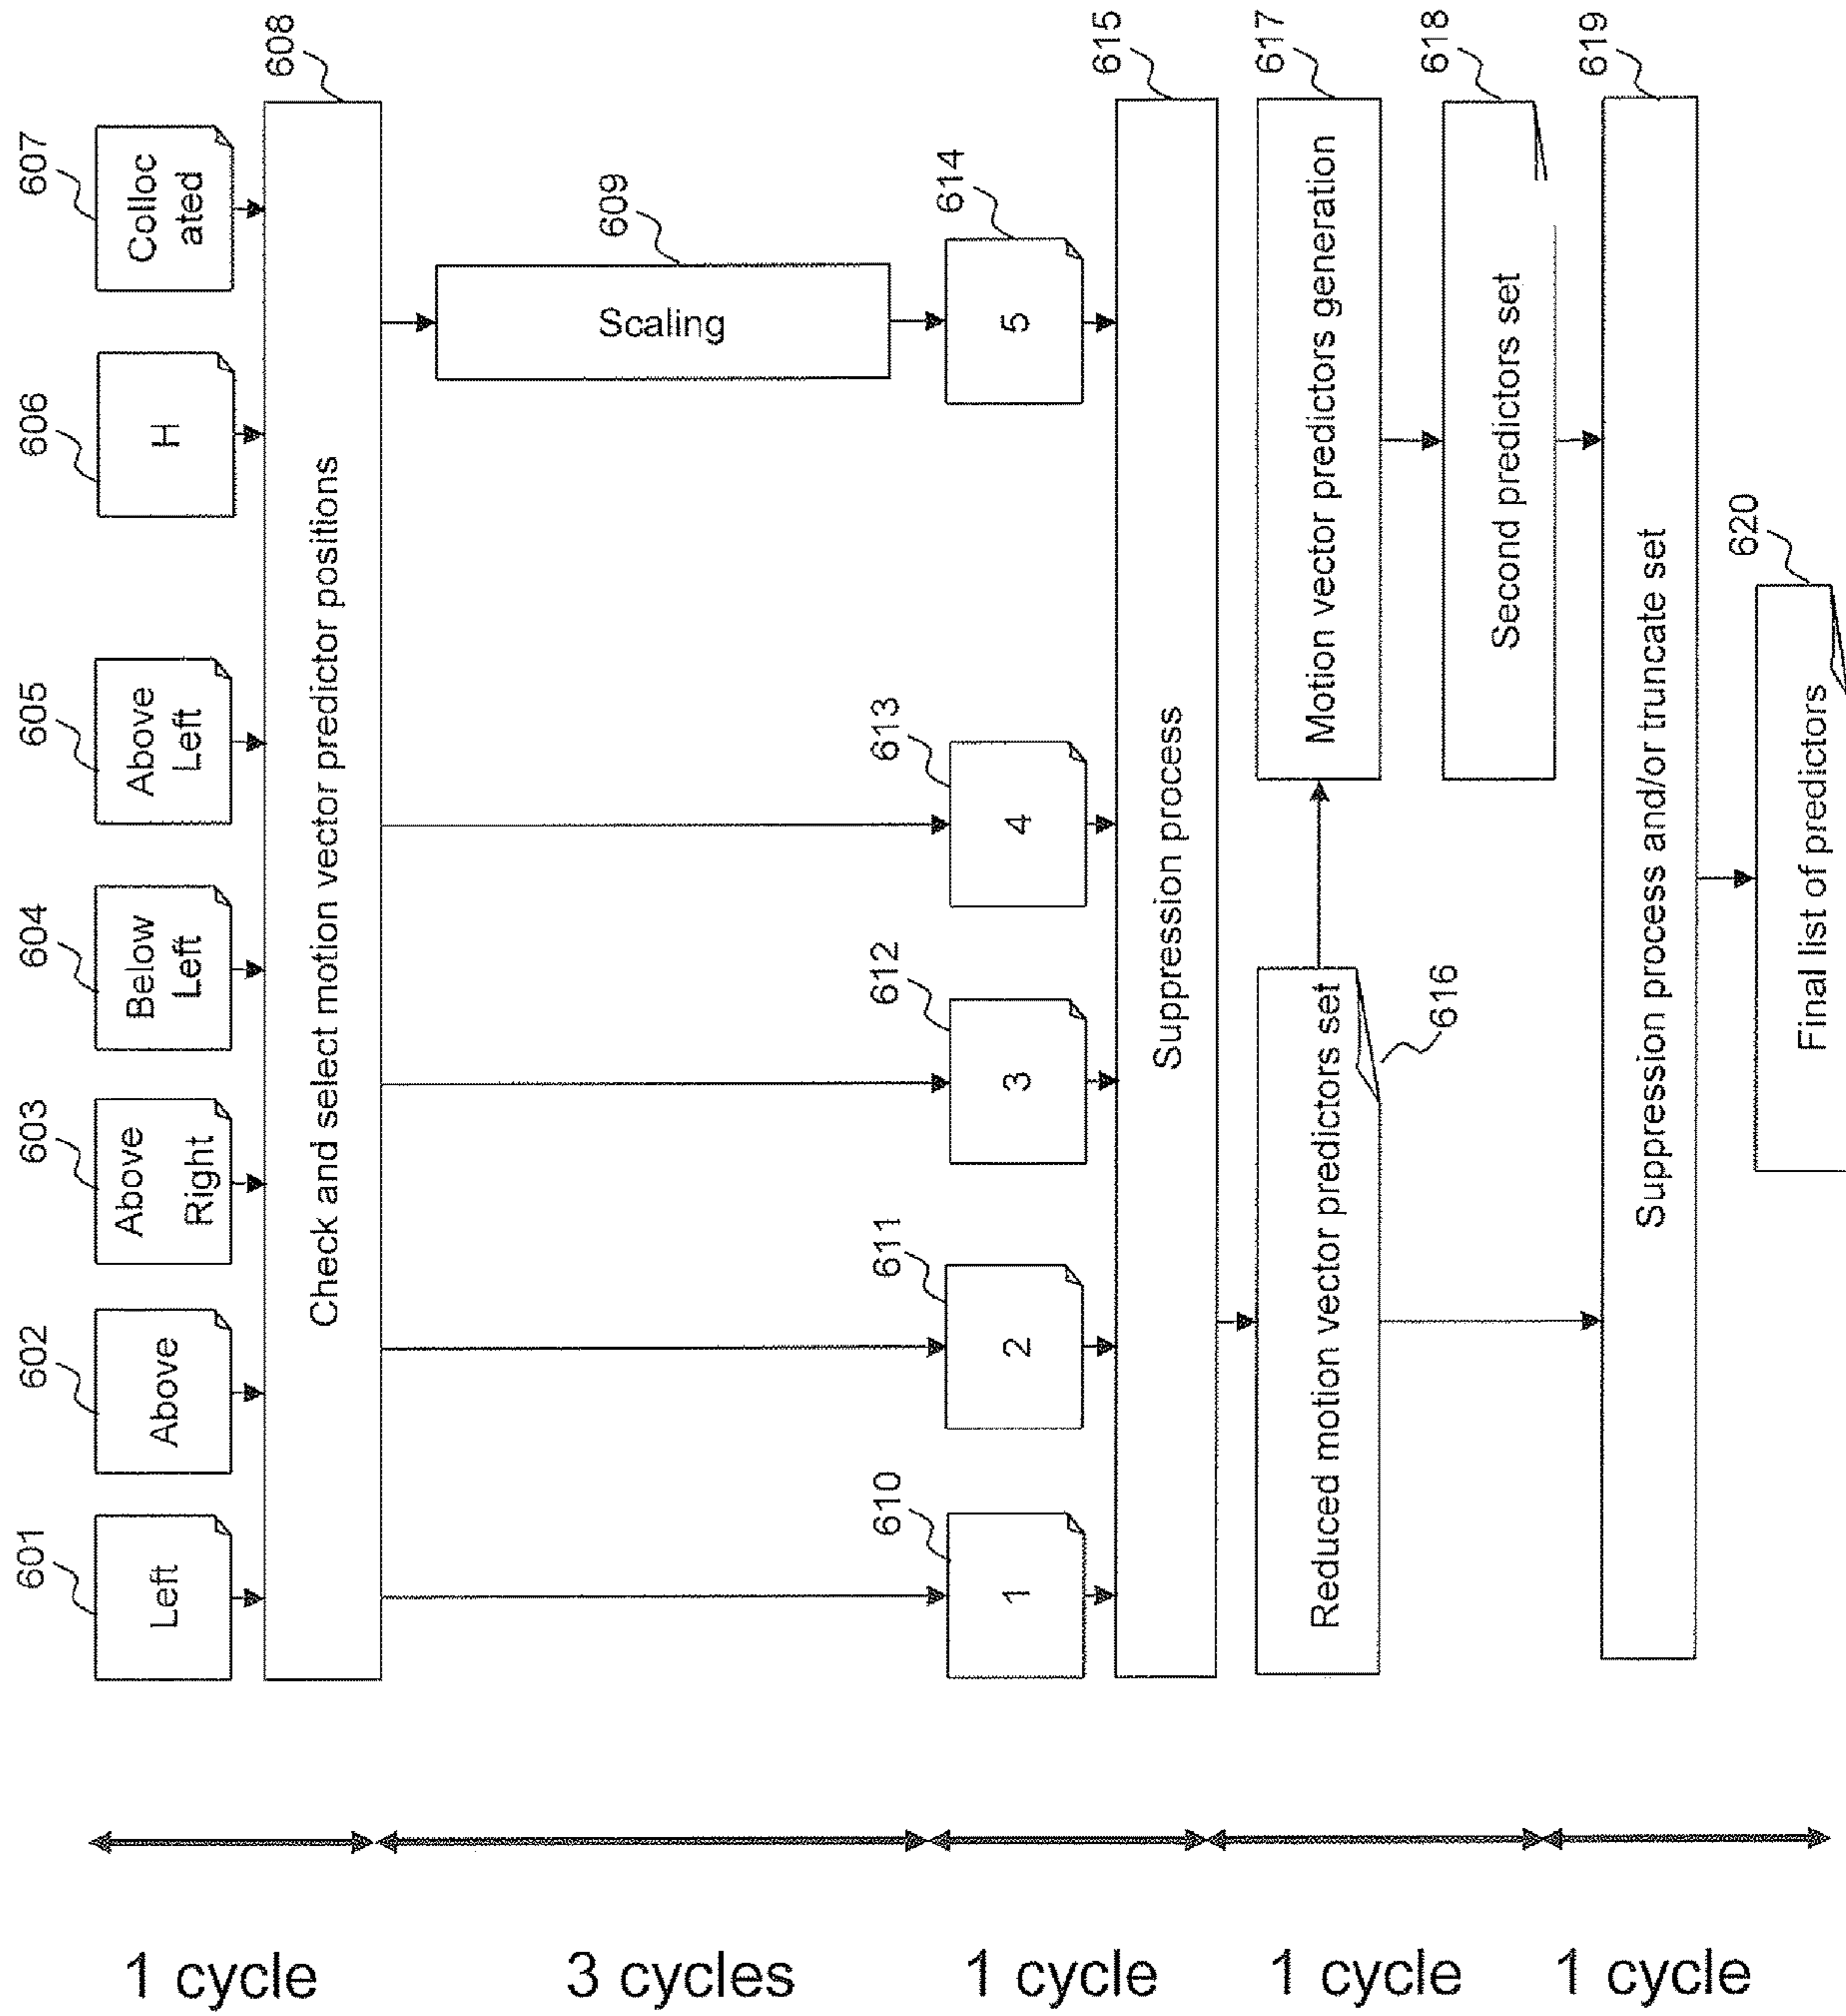 601
602
603
604
605
606
607
Left
Above
Above
Right
Below
Left
Above
Left
H
Colloc
ated
608
Check and select motion vector predictor positions
609
Scaling
610
611
612
613
614
1
2
3
4
5
615
Suppression process
616
617
Reduced motion vector predictors set
Motion vector predictors generation
618
Second predictors set
619
Suppression process and/or truncate set
620
Final list of predictors
1 cycle
3 cycles
1 cycle
1 cycle
1 cycle